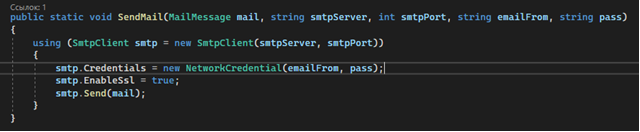 Ссылок: 1
public static void SendMail(MailMessage mail, string smtpServer, int smtpPort, string emailFrom, string pass)
{
using (SmtpClient smtp = new SmtpClient(smtpServer, smtpPort))
{
smtp.Credentials = new NetworkCredential(emailFrom, pass);
smtp.EnableSsl = true;
smtp.Send(mail);
}
}